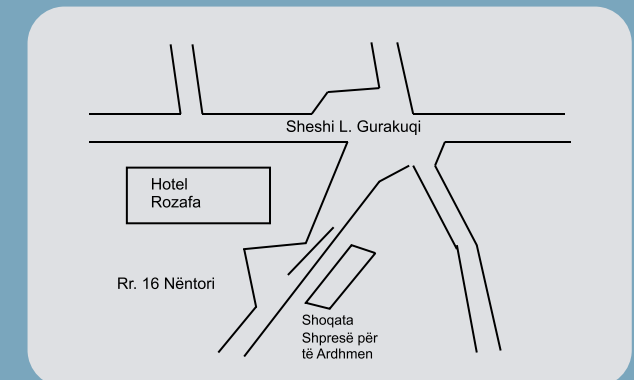 Sheshi L. Gurakuqi
Hotel
Rozafa
Rr. 16 Nëntori
Shoqata
Shpresë për
të Ardhmen